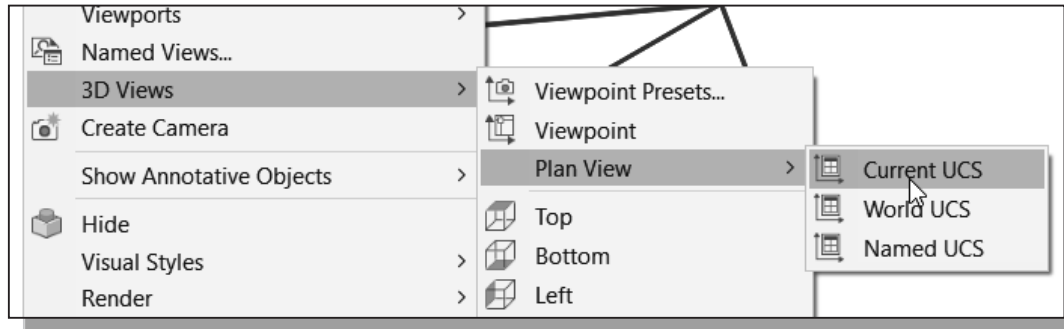 Viewports
Named Views...
3D Views
Create Camera
Show Annotative Objects
Hide
Visual Styles
Render
Viewpoint Presets...
Viewpoint
Plan View
Top
Bottom
Left
Current UCS
World UCS
Named UCS